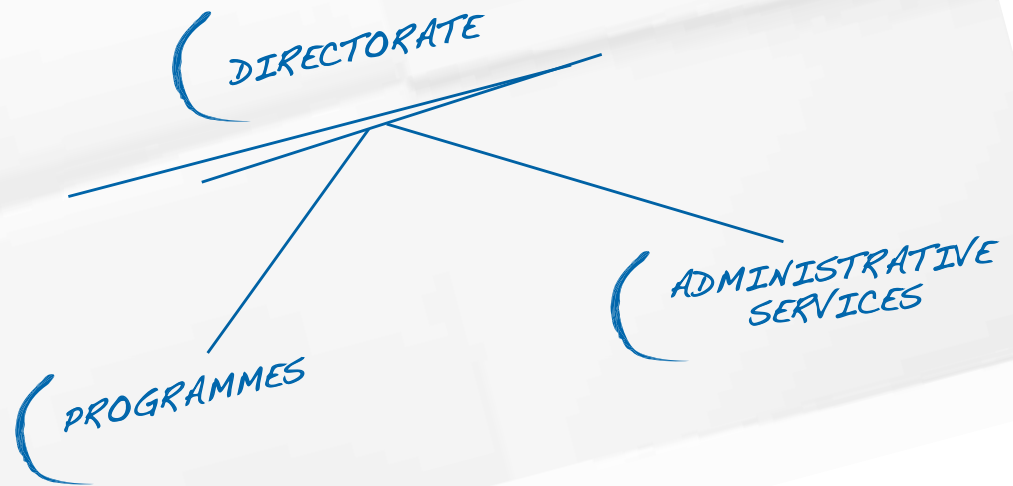 DIRECTORATE
ADMINISTRATIVE
SERVICES
PROGRAMMES